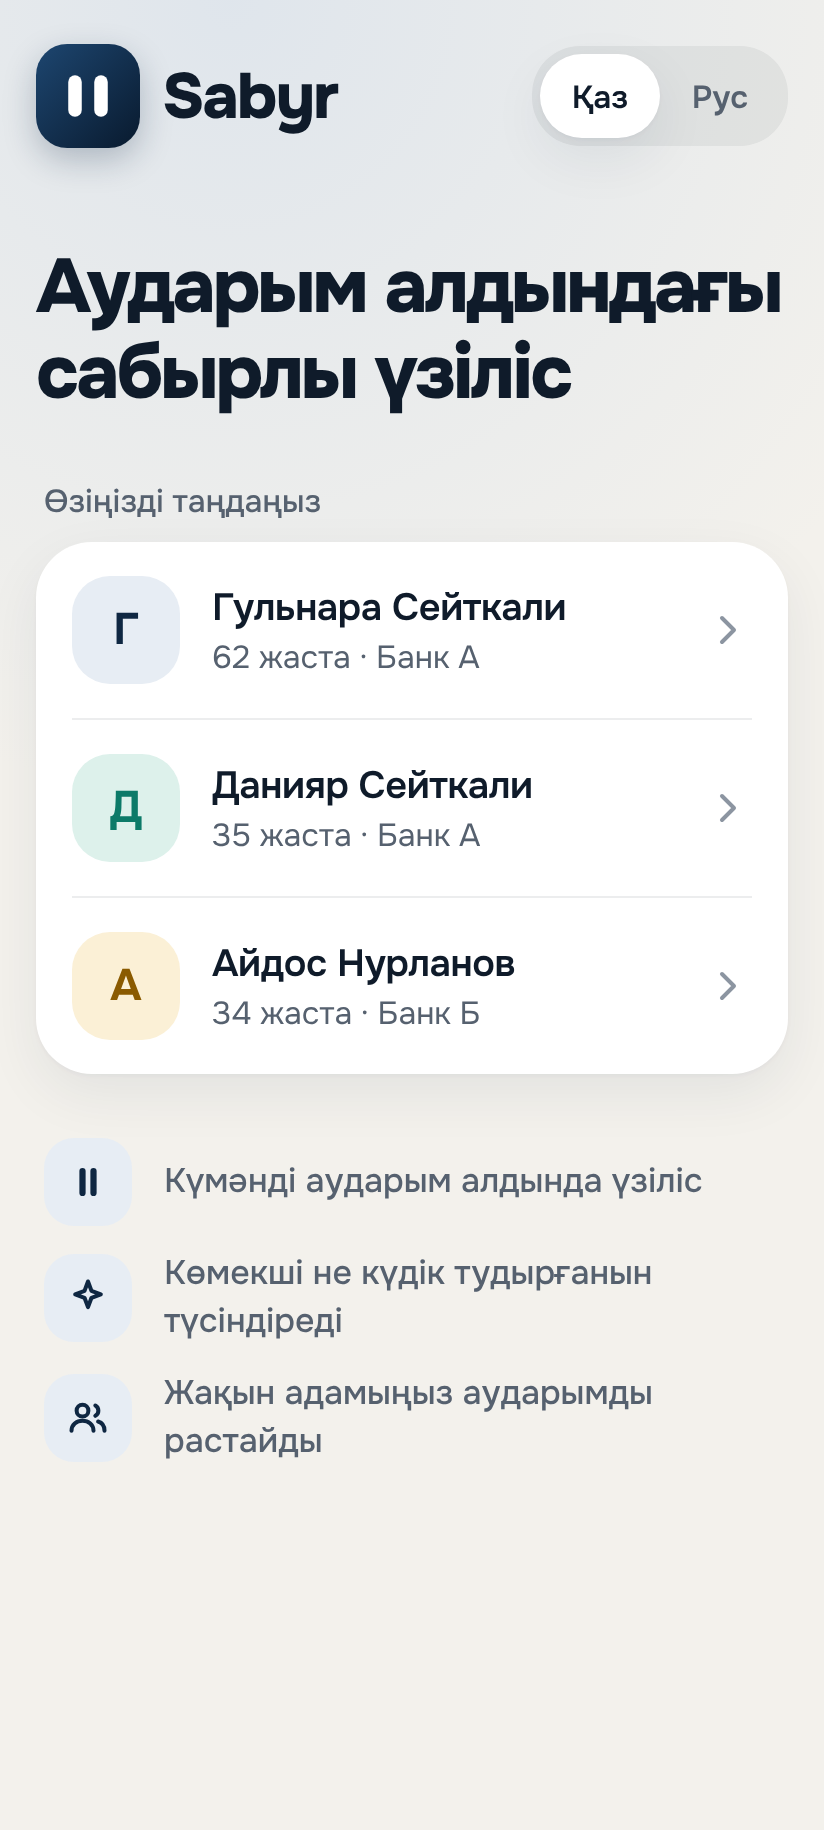 Sabyr
Қаз
Рус
Аударым алдындағы
сабырлы үзіліс
Өзіңізді таңдаңыз
Г
Гульнара Сейткали
62 жаста · Банк А
Д
Данияр Сейткали
35 жаста · Банк А
А
Айдос Нурланов
34 жаста · Банк Б
Күмәнді аударым алдында үзіліс
Көмекші не күдік тудырғанын
түсіндіреді
Жақын адамыңыз аударымды
растайды